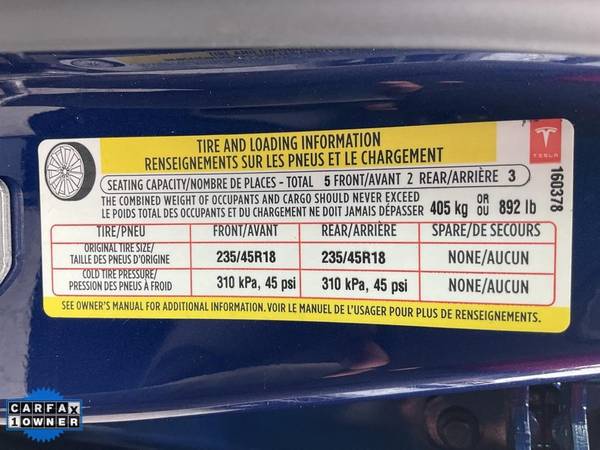 TIRE AND LOADING INFORMATION
RENSEIGNEMENTS SUR LES PNEUS ET LE CHARGEMENT
SEATING CAPACITY/NOMBRE DE PLACES - TOTAL 5 FRONT/AVANT 2 REAR/ARRIÈRE 3
THE COMBINED WEIGHT OF OCCUPANTS AND CARGO SHOULD NEVER EXCEED
LE POIDS TOTAL DES OCCUPANTS ET DU CHARGEMENT NE DOIT JAMAIS DÉPASSER 405 kg OR OU 892 lb
TIRE/PNEU FRONT/AVANT REAR/ARRIÈRE SPARE/DE SECOURS
ORIGINAL TIRE SIZE/
TAILLE DES PNEUS D'ORIGINE 235/45R18 235/45R18 NONE/AUCUN
COLD TIRE PRESSURE/
PRESSION DES PNEUS À FROID 310 kPa, 45 psi 310 kPa, 45 psi NONE/AUCUN
SEE OWNER'S MANUAL FOR ADDITIONAL INFORMATION. VOIR LE MANUEL DE L'USAGER POUR PLUS DE RENSEIGNEMENTS.
TESLA
160378
CARFAX
1 OWNER